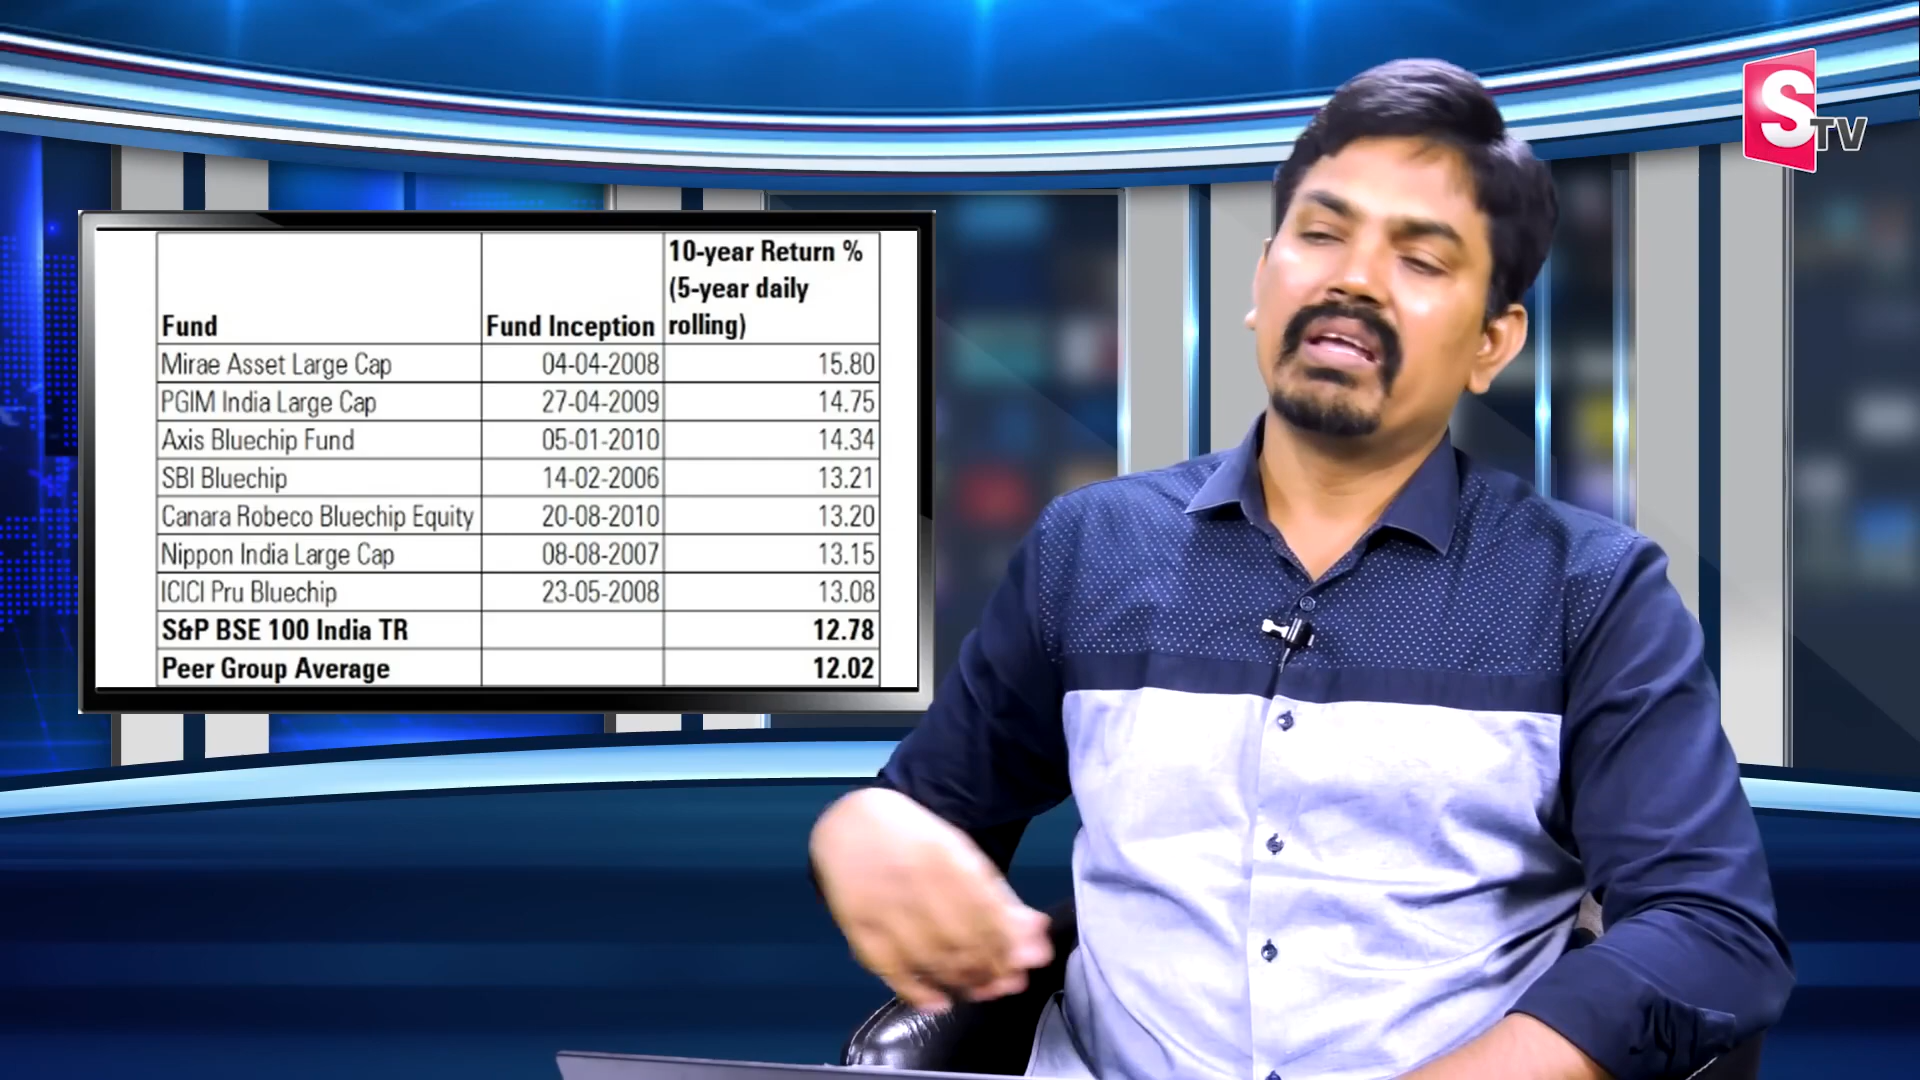 S TV
10-year Return %
(5-year daily
Fund Fund Inception rolling)
Mirae Asset Large Cap 04-04-2008 15.80
PGIM India Large Cap 27-04-2009 14.75
Axis Bluechip Fund 05-01-2010 14.34
SBI Bluechip 14-02-2006 13.21
Canara Robeco Bluechip Equity 20-08-2010 13.20
Nippon India Large Cap 08-08-2007 13.15
ICICI Pru Bluechip 23-05-2008 13.08
S&P BSE 100 India TR 12.78
Peer Group Average 12.02